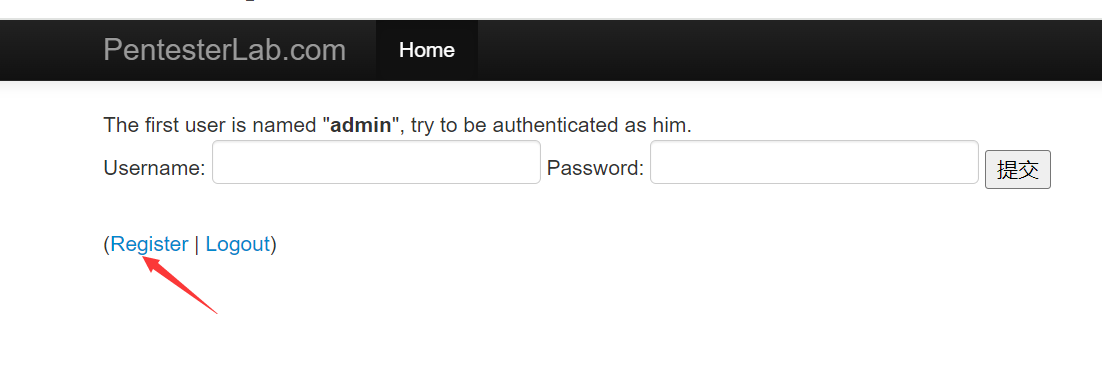 PentesterLab.com Home
The first user is named "admin", try to be authenticated as him.
Username: Password: 提交
(Register | Logout)